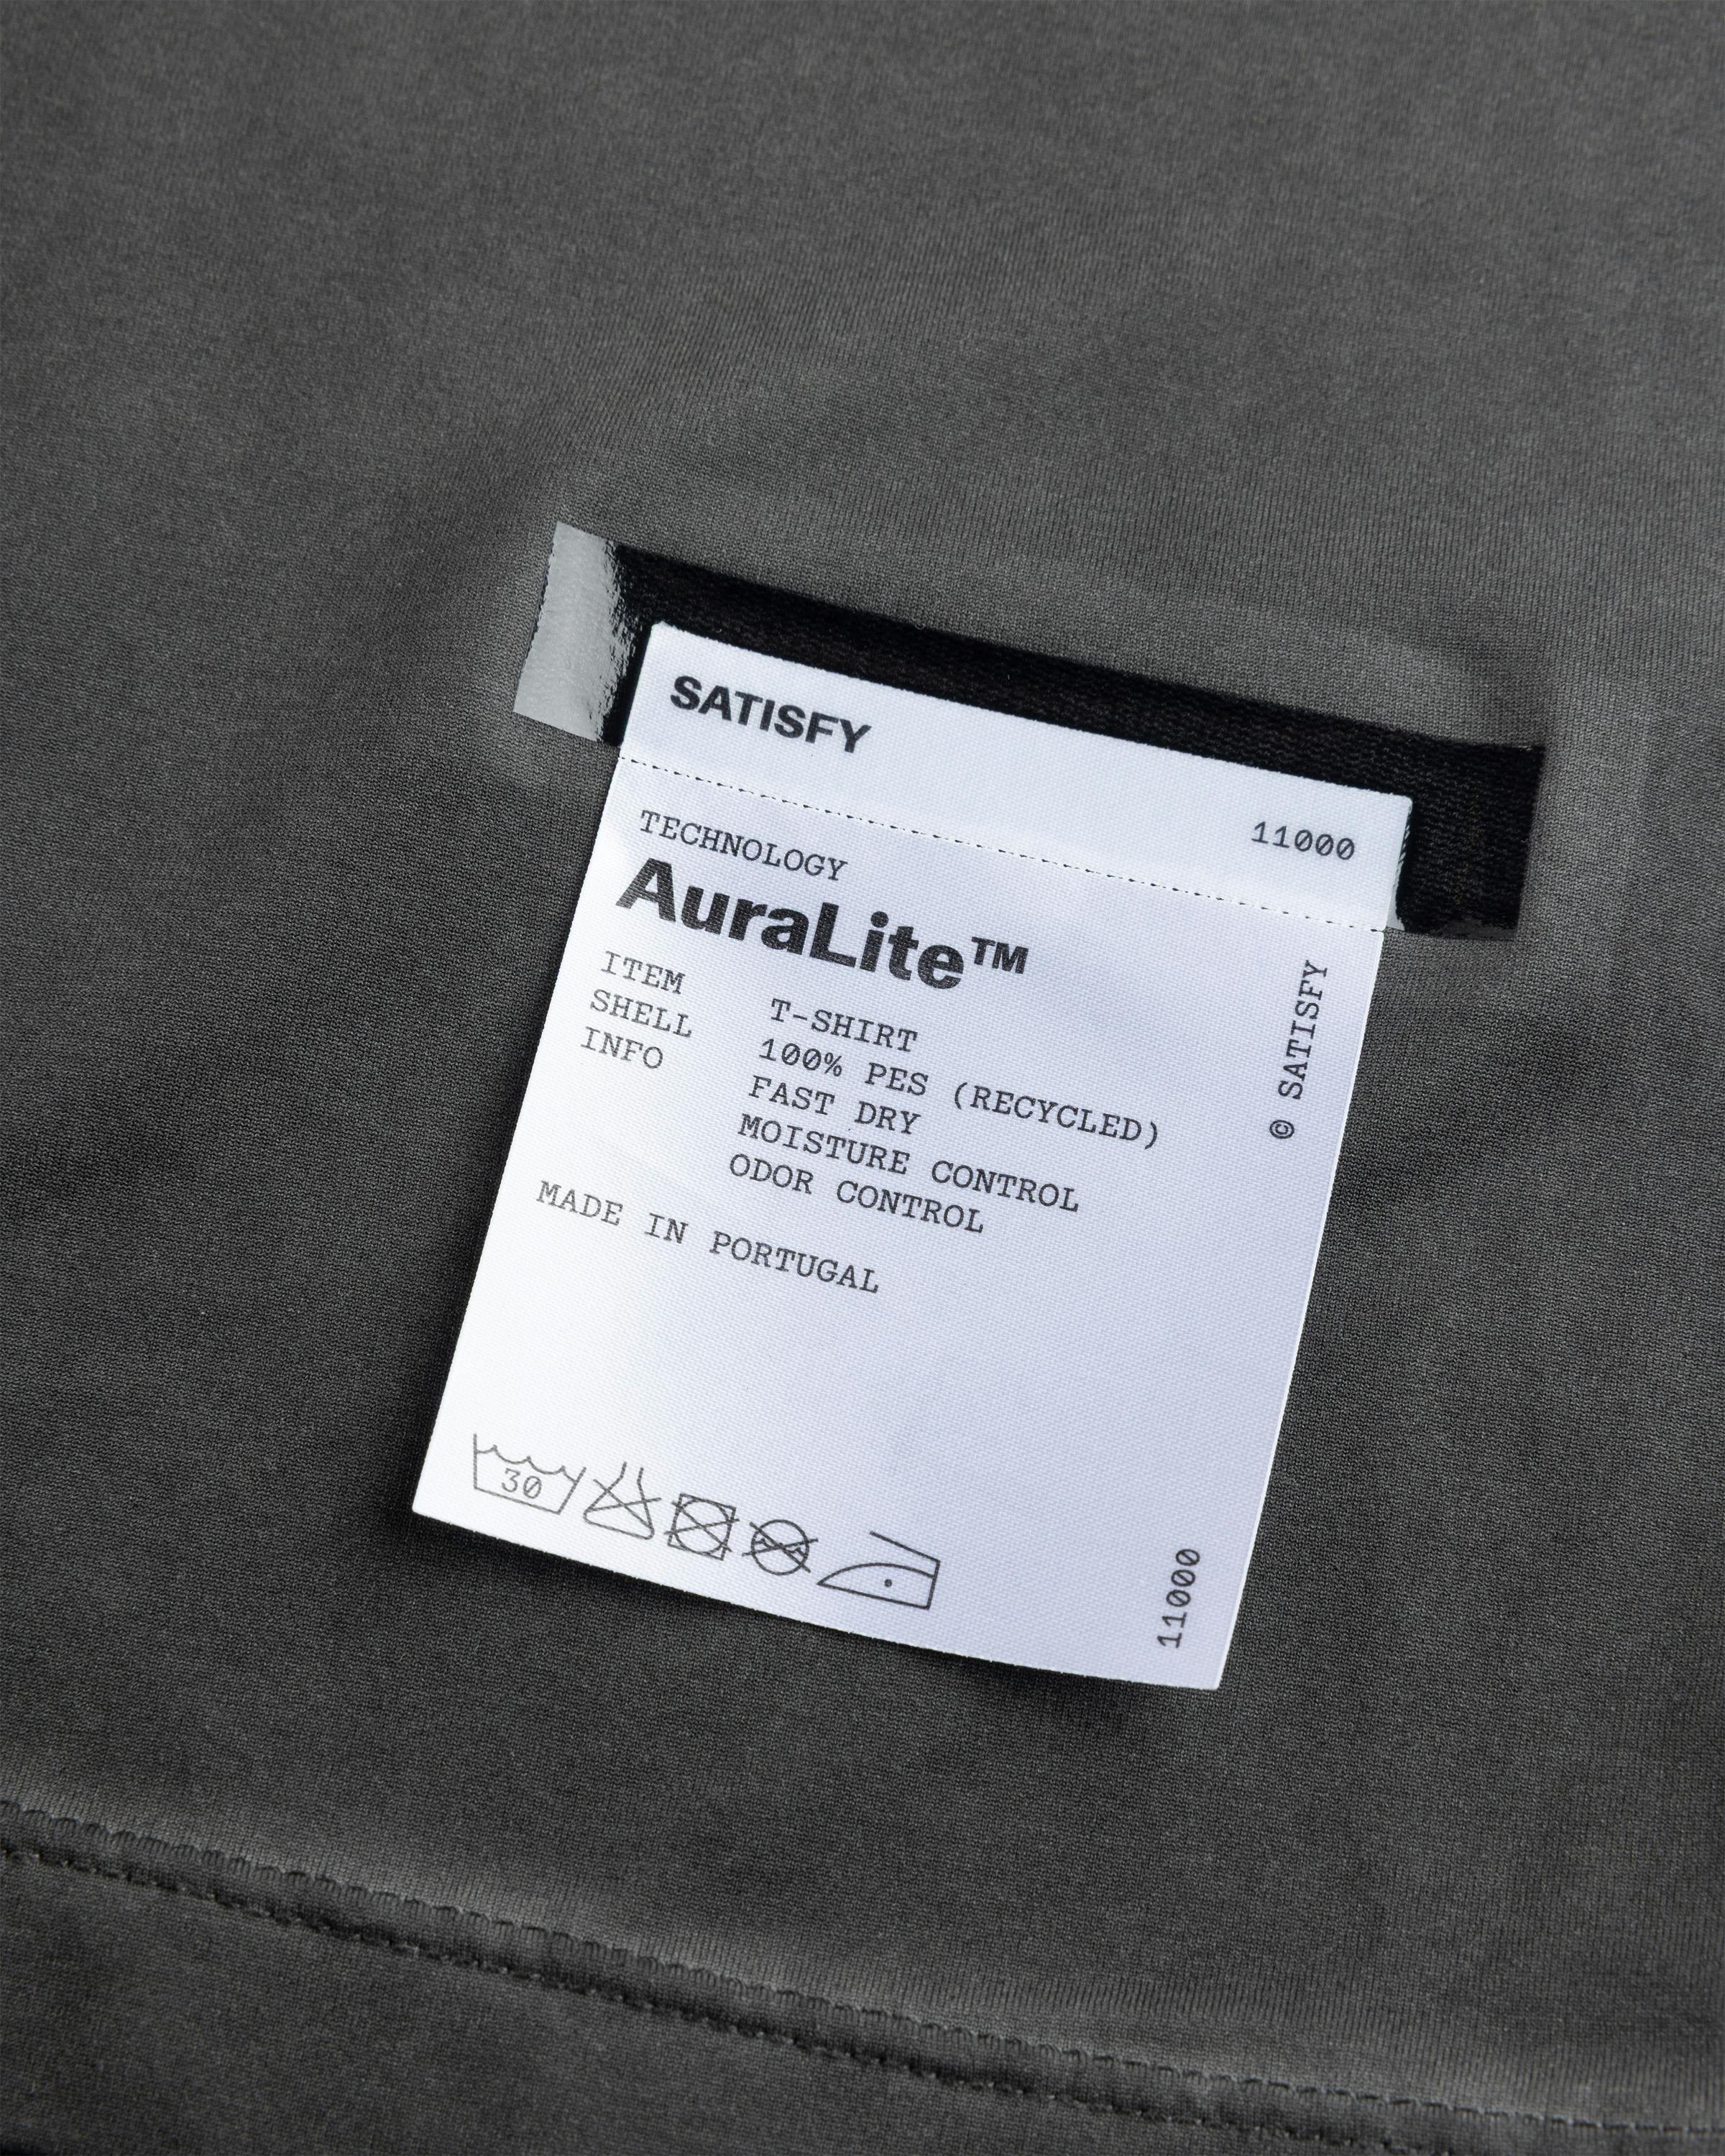 SATISFY
11000
TECHNOLOGY
AuraLite™
ITEM T-SHIRT
SHELL 100% PES (RECYCLED)
INFO FAST DRY
MOISTURE CONTROL
ODOR CONTROL
MADE IN PORTUGAL
30
© SATISFY
11000